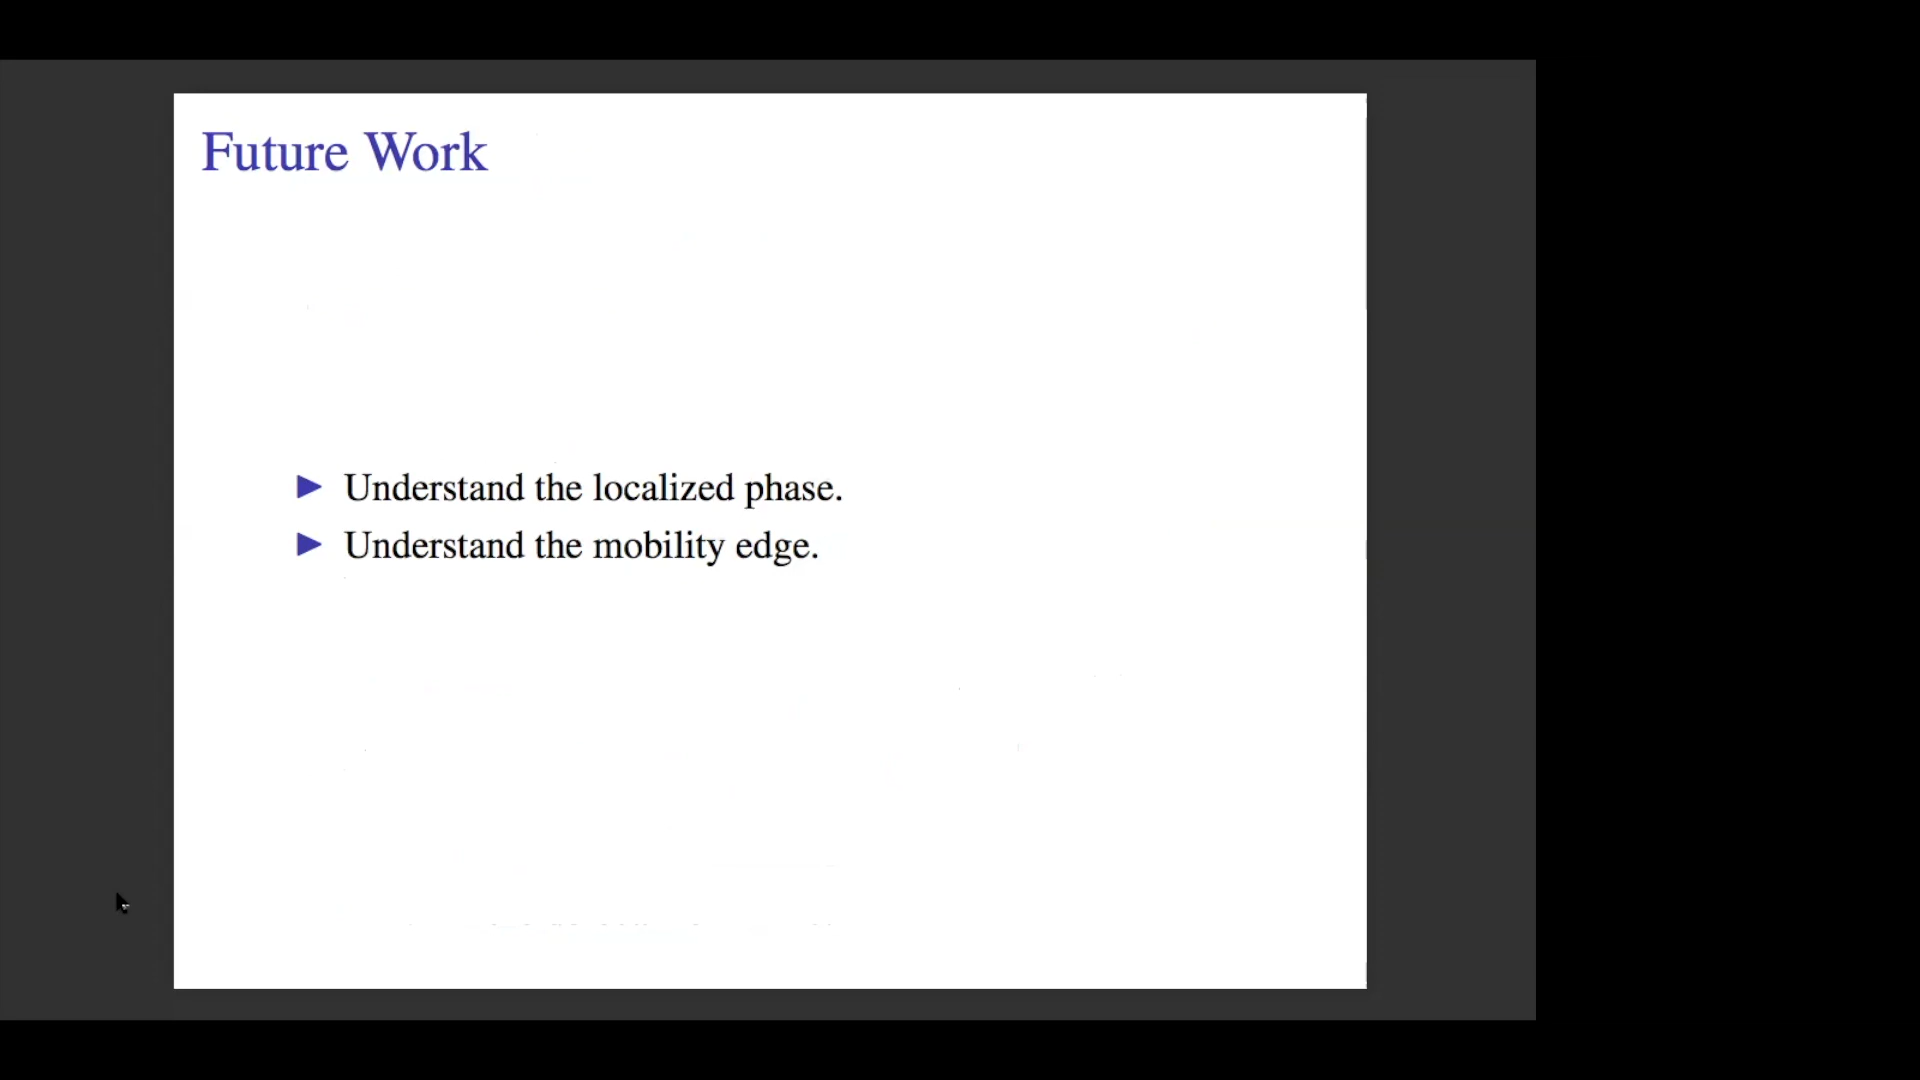 Future Work
▶ Understand the localized phase.
▶ Understand the mobility edge.